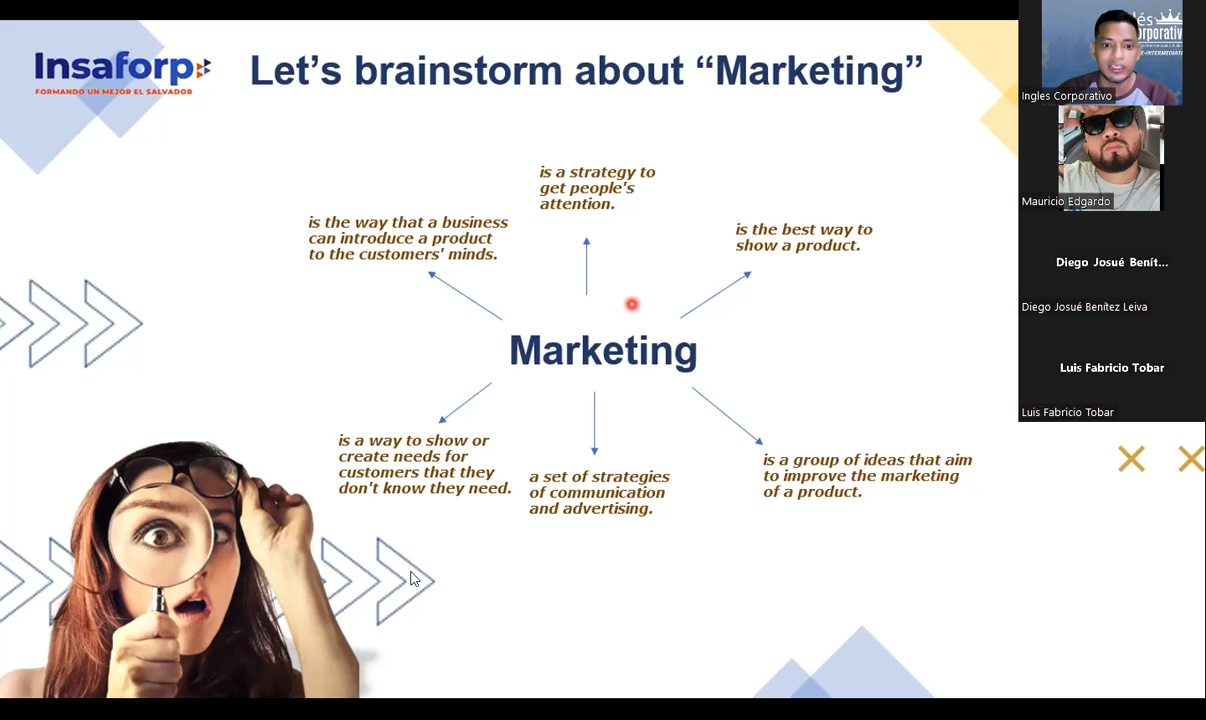 Insaforp
FORMANDO UN MEJOR EL SALVADOR
Let's brainstorm about “Marketing”
is a strategy to
get people's
attention.
is the way that a business
can introduce a product
to the customers' minds.
is the best way to
show a product.
Marketing
is a way to show or
create needs for
customers that they
don't know they need.
a set of strategies
of communication
and advertising.
is a group of ideas that aim
to improve the marketing
of a product.
Ingles Corporativo
Mauricio Edgardo
Diego Josué Benít...
Diego Josué Benítez Leiva
Luis Fabricio Tobar
Luis Fabricio Tobar